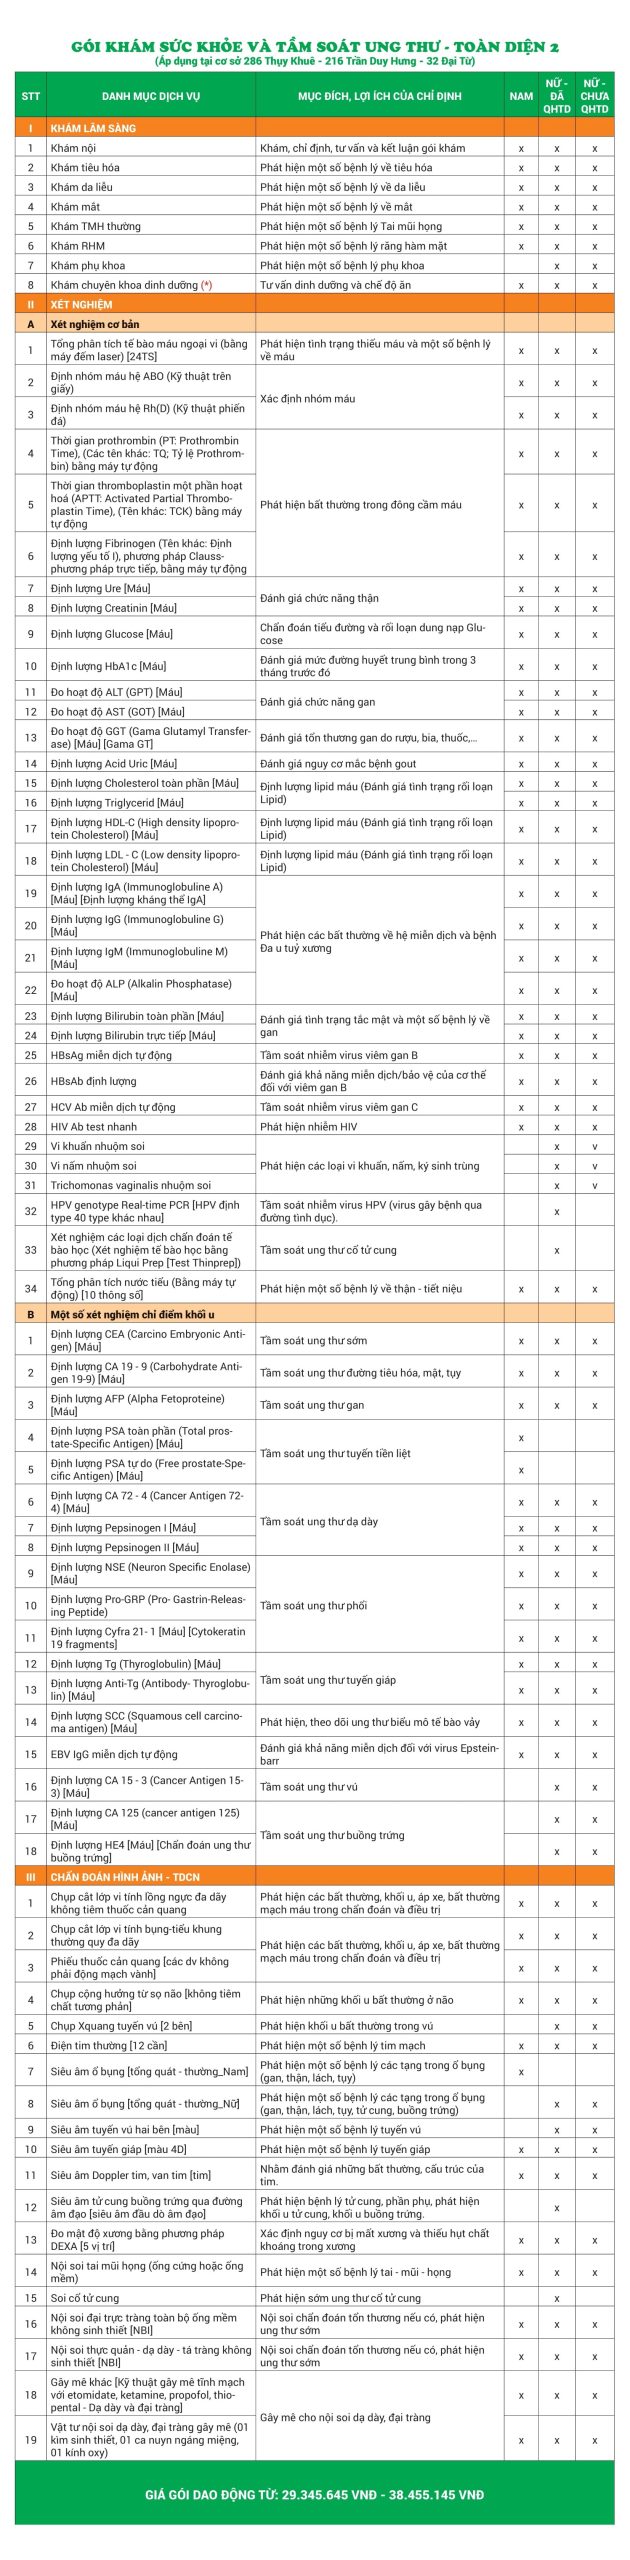 GÓI KHÁM SỨC KHỎE VÀ TẦM SOÁT UNG THƯ - TOÀN DIỆN 2
(Áp dụng tại cơ sở 286 Thụy Khuê - 216 Trần Duy Hưng - 32 Đại Từ)
STT DANH MỤC DỊCH VỤ MỤC ĐÍCH, LỢI ÍCH CỦA CHỈ ĐỊNH NAM NỮ - ĐÃ QHTD NỮ - CHƯA QHTD
I KHÁM LÂM SÀNG
1 Khám nội Khám, chỉ định, tư vấn và kết luận gói khám x x x
2 Khám tiêu hóa Phát hiện một số bệnh lý về tiêu hóa x x x
3 Khám da liễu Phát hiện một số bệnh lý về da liễu x x x
4 Khám mắt Phát hiện một số bệnh lý về mắt x x x
5 Khám TMH thường Phát hiện một số bệnh lý Tai mũi họng x x x
6 Khám RHM Phát hiện một số bệnh lý răng hàm mặt x x x
7 Khám phụ khoa Phát hiện một số bệnh lý phụ khoa x x
8 Khám chuyên khoa dinh dưỡng (*) Tư vấn dinh dưỡng và chế độ ăn x x x
II XÉT NGHIỆM
A Xét nghiệm cơ bản
1 Tổng phân tích tế bào máu ngoại vi (bằng
máy đếm laser) [24TS] Phát hiện tình trạng thiếu máu và một số bệnh lý
về máu x x x
2 Định nhóm máu hệ ABO (Kỹ thuật trên
giấy) Xác định nhóm máu x x x
3 Định nhóm máu hệ Rh(D) (Kỹ thuật phiến
đá) x x x
4 Thời gian prothrombin (PT: Prothrombin
Time), (Các tên khác: TQ; Tỷ lệ Prothrom-
bin) bằng máy tự động x x x
5 Thời gian thromboplastin một phần hoạt
hoá (APTT: Activated Partial Thrombo-
plastin Time), (Tên khác: TCK) bằng máy
tự động Phát hiện bất thường trong đông cầm máu x x x
6 Định lượng Fibrinogen (Tên khác: Định
lượng yếu tố I), phương pháp Clauss-
phương pháp trực tiếp, bằng máy tự động x x x
7 Định lượng Ure [Máu] Đánh giá chức năng thận x x x
8 Định lượng Creatinin [Máu] x x x
9 Định lượng Glucose [Máu] Chẩn đoán tiểu đường và rối loạn dung nạp Glu-
cose x x x
10 Định lượng HbA1c [Máu] Đánh giá mức đường huyết trung bình trong 3
tháng trước đó x x x
11 Đo hoạt độ ALT (GPT) [Máu] Đánh giá chức năng gan x x x
12 Đo hoạt độ AST (GOT) [Máu] x x x
13 Đo hoạt độ GGT (Gama Glutamyl Transfer-
ase) [Máu] [Gama GT] Đánh giá tổn thương gan do rượu, bia, thuốc,... x x x
14 Định lượng Acid Uric [Máu] Đánh giá nguy cơ mắc bệnh gout x x x
15 Định lượng Cholesterol toàn phần [Máu] Định lượng lipid máu (Đánh giá tình trạng rối loạn
Lipid) x x x
16 Định lượng Triglycerid [Máu] x x x
17 Định lượng HDL-C (High density lipopro-
tein Cholesterol) [Máu] Định lượng lipid máu (Đánh giá tình trạng rối loạn
Lipid) x x x
18 Định lượng LDL - C (Low density lipopro-
tein Cholesterol) [Máu] Định lượng lipid máu (Đánh giá tình trạng rối loạn
Lipid) x x x
19 Định lượng IgA (Immunoglobuline A)
[Máu] [Định lượng kháng thể IgA] x x x
20 Định lượng IgG (Immunoglobuline G)
[Máu] Phát hiện các bất thường về hệ miễn dịch và bệnh
Đa u tuỷ xương x x x
21 Định lượng IgM (Immunoglobuline M)
[Máu] x x x
22 Đo hoạt độ ALP (Alkalin Phosphatase)
[Máu] x x x
23 Định lượng Bilirubin toàn phần [Máu] Đánh giá tình trạng tắc mật và một số bệnh lý về
gan x x x
24 Định lượng Bilirubin trực tiếp [Máu] x x x
25 HBsAg miễn dịch tự động Tầm soát nhiễm virus viêm gan B x x x
26 HBsAb định lượng Đánh giá khả năng miễn dịch/bảo vệ của cơ thể
đối với viêm gan B x x x
27 HCV Ab miễn dịch tự động Tầm soát nhiễm virus viêm gan C x x x
28 HIV Ab test nhanh Phát hiện nhiễm HIV x x x
29 Vi khuẩn nhuộm soi x v
30 Vi nấm nhuộm soi Phát hiện các loại vi khuẩn, nấm, ký sinh trùng x v
31 Trichomonas vaginalis nhuộm soi x v
32 HPV genotype Real-time PCR [HPV định
type 40 type khác nhau] Tầm soát nhiễm virus HPV (virus gây bệnh qua
đường tình dục). x
33 Xét nghiệm các loại dịch chẩn đoán tế
bào học (Xét nghiệm tế bào học bằng
phương pháp Liqui Prep [Test Thinprep]) Tầm soát ung thư cổ tử cung x
34 Tổng phân tích nước tiểu (Bằng máy tự
động) [10 thông số] Phát hiện một số bệnh lý về thận - tiết niệu x x x
B Một số xét nghiệm chỉ điểm khối u
1 Định lượng CEA (Carcino Embryonic Anti-
gen) [Máu] Tầm soát ung thư sớm x x x
2 Định lượng CA 19 - 9 (Carbohydrate Anti-
gen 19-9) [Máu] Tầm soát ung thư đường tiêu hóa, mật, tụy x x x
3 Định lượng AFP (Alpha Fetoproteine)
[Máu] Tầm soát ung thư gan x x x
4 Định lượng PSA toàn phần (Total pros-
tate-Specific Antigen) [Máu] Tầm soát ung thư tuyến tiền liệt x
5 Định lượng PSA tự do (Free prostate-Spe-
cific Antigen) [Máu] x
6 Định lượng CA 72 - 4 (Cancer Antigen 72-
4) [Máu] Tầm soát ung thư dạ dày x x x
7 Định lượng Pepsinogen I [Máu] x x x
8 Định lượng Pepsinogen II [Máu] x x x
9 Định lượng NSE (Neuron Specific Enolase)
[Máu] x x x
10 Định lượng Pro-GRP (Pro- Gastrin-Releas-
ing Peptide) Tầm soát ung thư phổi x x x
11 Định lượng Cyfra 21- 1 [Máu] [Cytokeratin
19 fragments] x x x
12 Định lượng Tg (Thyroglobulin) [Máu] Tầm soát ung thư tuyến giáp x x x
13 Định lượng Anti-Tg (Antibody- Thyroglobu-
lin) [Máu] x x x
14 Định lượng SCC (Squamous cell carcino-
ma antigen) [Máu] Phát hiện, theo dõi ung thư biểu mô tế bào vảy x x x
15 EBV IgG miễn dịch tự động Đánh giá khả năng miễn dịch đối với virus Epstein-
barr x x x
16 Định lượng CA 15 - 3 (Cancer Antigen 15-
3) [Máu] Tầm soát ung thư vú x x
17 Định lượng CA 125 (cancer antigen 125)
[Máu] Tầm soát ung thư buồng trứng x x
18 Định lượng HE4 [Máu] [Chẩn đoán ung thư
buồng trứng] x x
III CHẨN ĐOÁN HÌNH ẢNH - TDCN
1 Chụp cắt lớp vi tính lồng ngực đa dãy
không tiêm thuốc cản quang Phát hiện các bất thường, khối u, áp xe, bất thường
mạch máu trong chẩn đoán và điều trị x x x
2 Chụp cắt lớp vi tính bụng-tiểu khung
thường quy đa dãy Phát hiện các bất thường, khối u, áp xe, bất thường
mạch máu trong chẩn đoán và điều trị x x x
3 Phiếu thuốc cản quang [các dv không
phải động mạch vành] x x x
4 Chụp cộng hưởng từ sọ não [không tiêm
chất tương phản] Phát hiện những khối u bất thường ở não x x x
5 Chụp Xquang tuyến vú [2 bên] Phát hiện khối u bất thường trong vú x x
6 Điện tim thường [12 cần] Phát hiện một số bệnh lý tim mạch x x x
7 Siêu âm ổ bụng [tổng quát - thường_Nam] Phát hiện một số bệnh lý các tạng trong ổ bụng
(gan, thận, lách, tụy) x
8 Siêu âm ổ bụng [tổng quát - thường_Nữ] Phát hiện một số bệnh lý các tạng trong ổ bụng
(gan, thận, lách, tụy, tử cung, buồng trứng) x x
9 Siêu âm tuyến vú hai bên [màu] Phát hiện một số bệnh lý tuyến vú x x
10 Siêu âm tuyến giáp [màu 4D] Phát hiện một số bệnh lý tuyến giáp x x x
11 Siêu âm Doppler tim, van tim [tim] Nhằm đánh giá những bất thường, cấu trúc của
tim. x x x
12 Siêu âm tử cung buồng trứng qua đường
âm đạo [siêu âm đầu dò âm đạo] Phát hiện bệnh lý tử cung, phần phụ, phát hiện
khối u tử cung, khối u buồng trứng. x
13 Đo mật độ xương bằng phương pháp
DEXA [5 vị trí] Xác định nguy cơ bị mất xương và thiếu hụt chất
khoáng trong xương x x x
14 Nội soi tai mũi họng (ống cứng hoặc ống
mềm) Phát hiện một số bệnh lý tai - mũi - họng x x x
15 Soi cổ tử cung Phát hiện sớm ung thư cổ tử cung x
16 Nội soi đại trực tràng toàn bộ ống mềm
không sinh thiết [NBI] Nội soi chẩn đoán tổn thương nếu có, phát hiện
ung thư sớm x x x
17 Nội soi thực quản - dạ dày - tá tràng không
sinh thiết [NBI] Nội soi chẩn đoán tổn thương nếu có, phát hiện
ung thư sớm x x x
18 Gây mê khác [Kỹ thuật gây mê tĩnh mạch
với etomidate, ketamine, propofol, thio-
pental - Dạ dày và đại tràng] Gây mê cho nội soi dạ dày, đại tràng x x x
19 Vật tư nội soi dạ dày, đại tràng gây mê (01
kìm sinh thiết, 01 ca nuyn ngáng miệng,
01 kính oxy) x x x
GIÁ GÓI DAO ĐỘNG TỪ: 29.345.645 VNĐ - 38.455.145 VNĐ